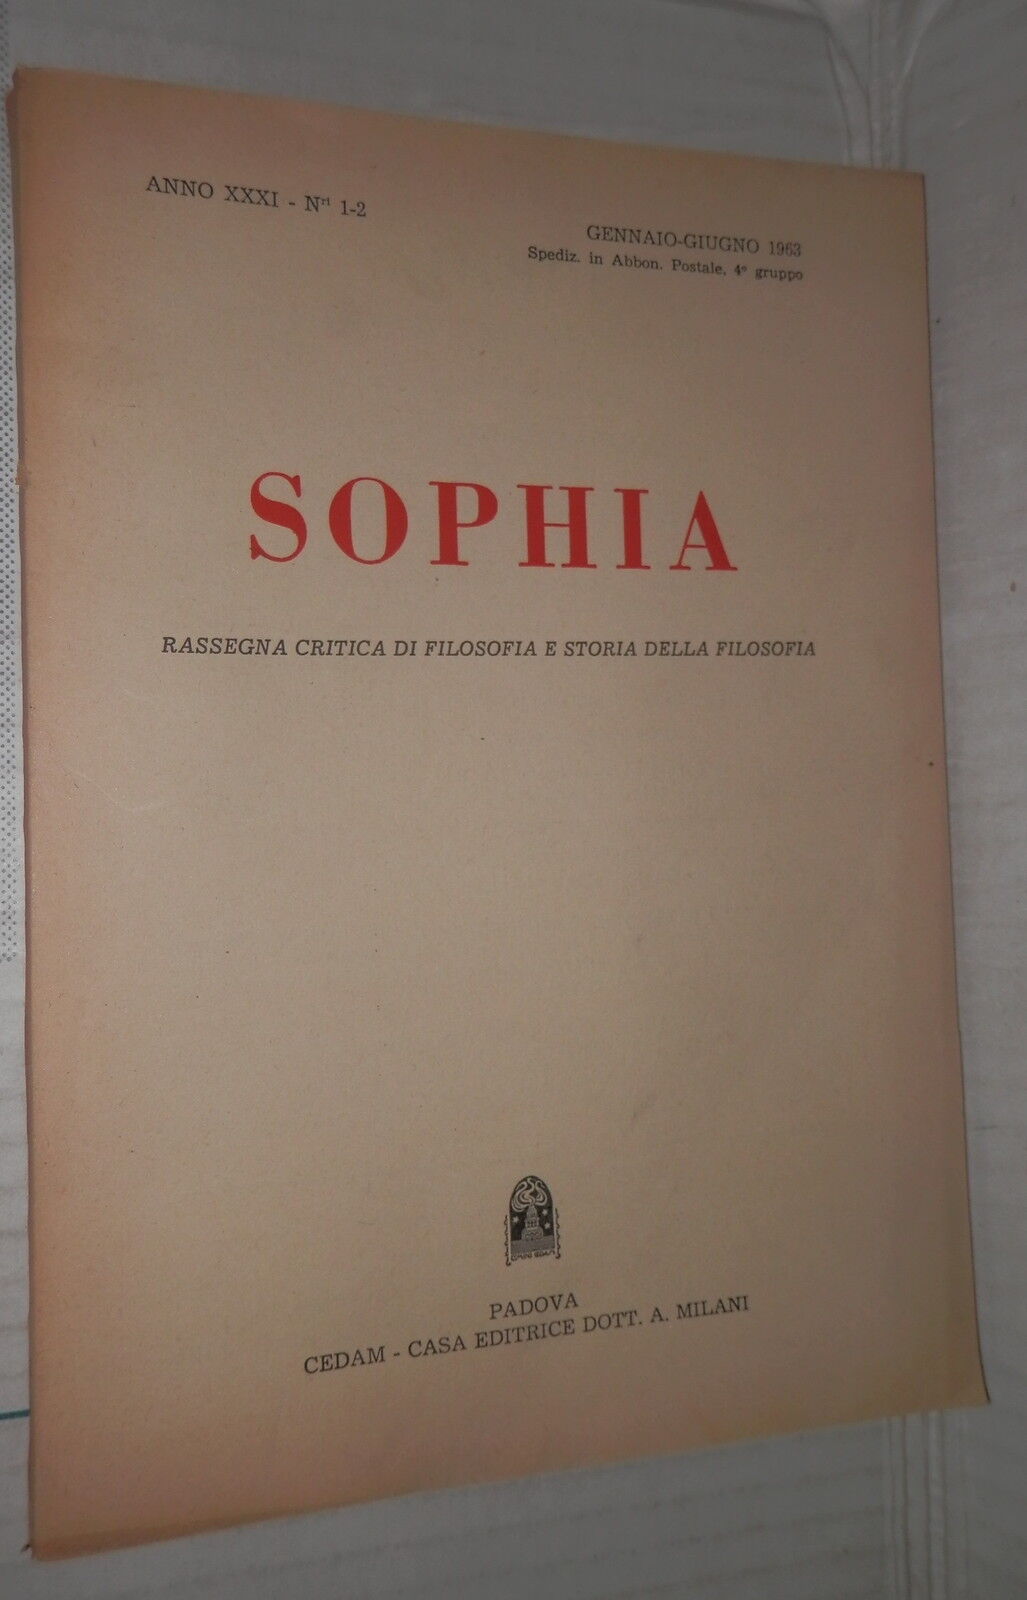 ANNO XXXI - Nri 1-2
GENNAIO-GIUGNO 1963
Spediz. in Abbon. Postale, 4º gruppo
SOPHIA
RASSEGNA CRITICA DI FILOSOFIA E STORIA DELLA FILOSOFIA
PADOVA
CEDAM - CASA EDITRICE DOTT. A. MILANI